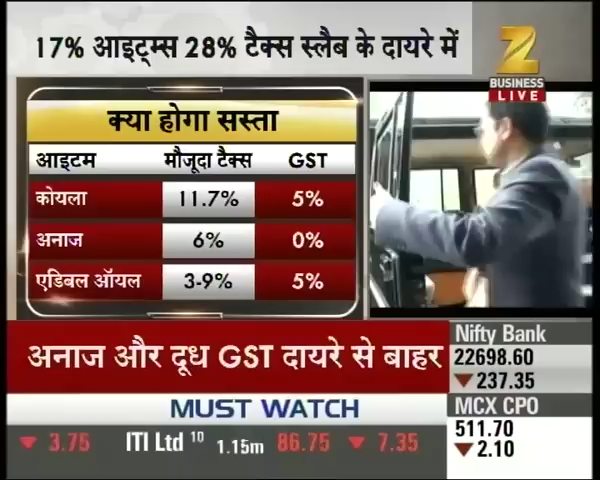 17% आइट्म्स 28% टैक्स स्लैब के दायरे में
Z
BUSINESS
LIVE
क्या होगा सस्ता
आइटम मौजूदा टैक्स GST
कोयला 11.7% 5%
अनाज 6% 0%
एडिबल ऑयल 3-9% 5%
अनाज और दूध GST दायरे से बाहर
Nifty Bank
22698.60
▼237.35
MUST WATCH
MCX CPO
511.70
▼2.10
▼ 3.75 ITI Ltd 10 1.15m 86.75 ▼ 7.35